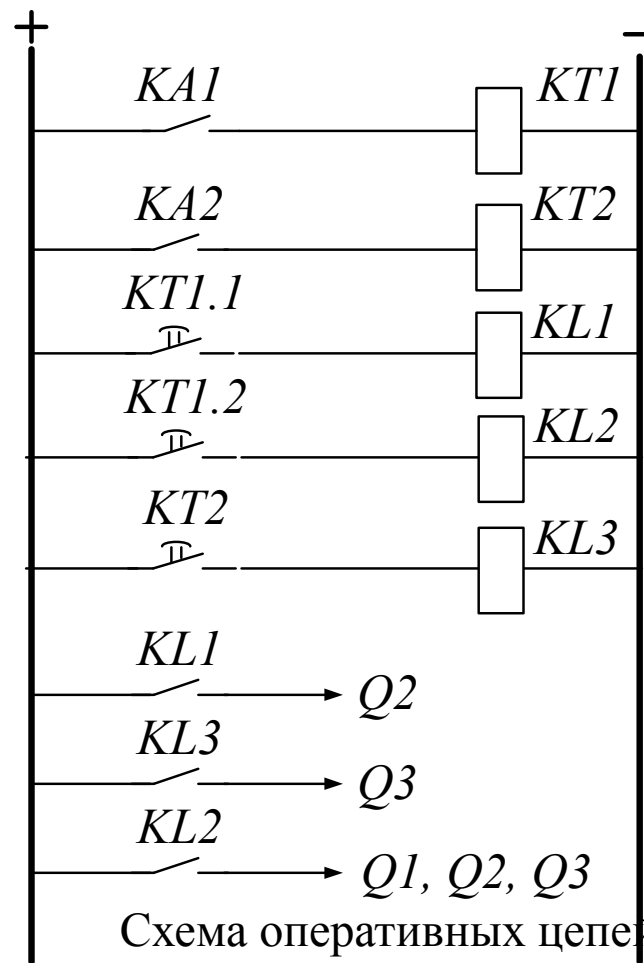 + −
KA1 KT1
KA2 KT2
KT1.1 KL1
KT1.2 KL2
KT2 KL3
KL1 Q2
KL3 Q3
KL2 Q1, Q2, Q3
Схема оперативных